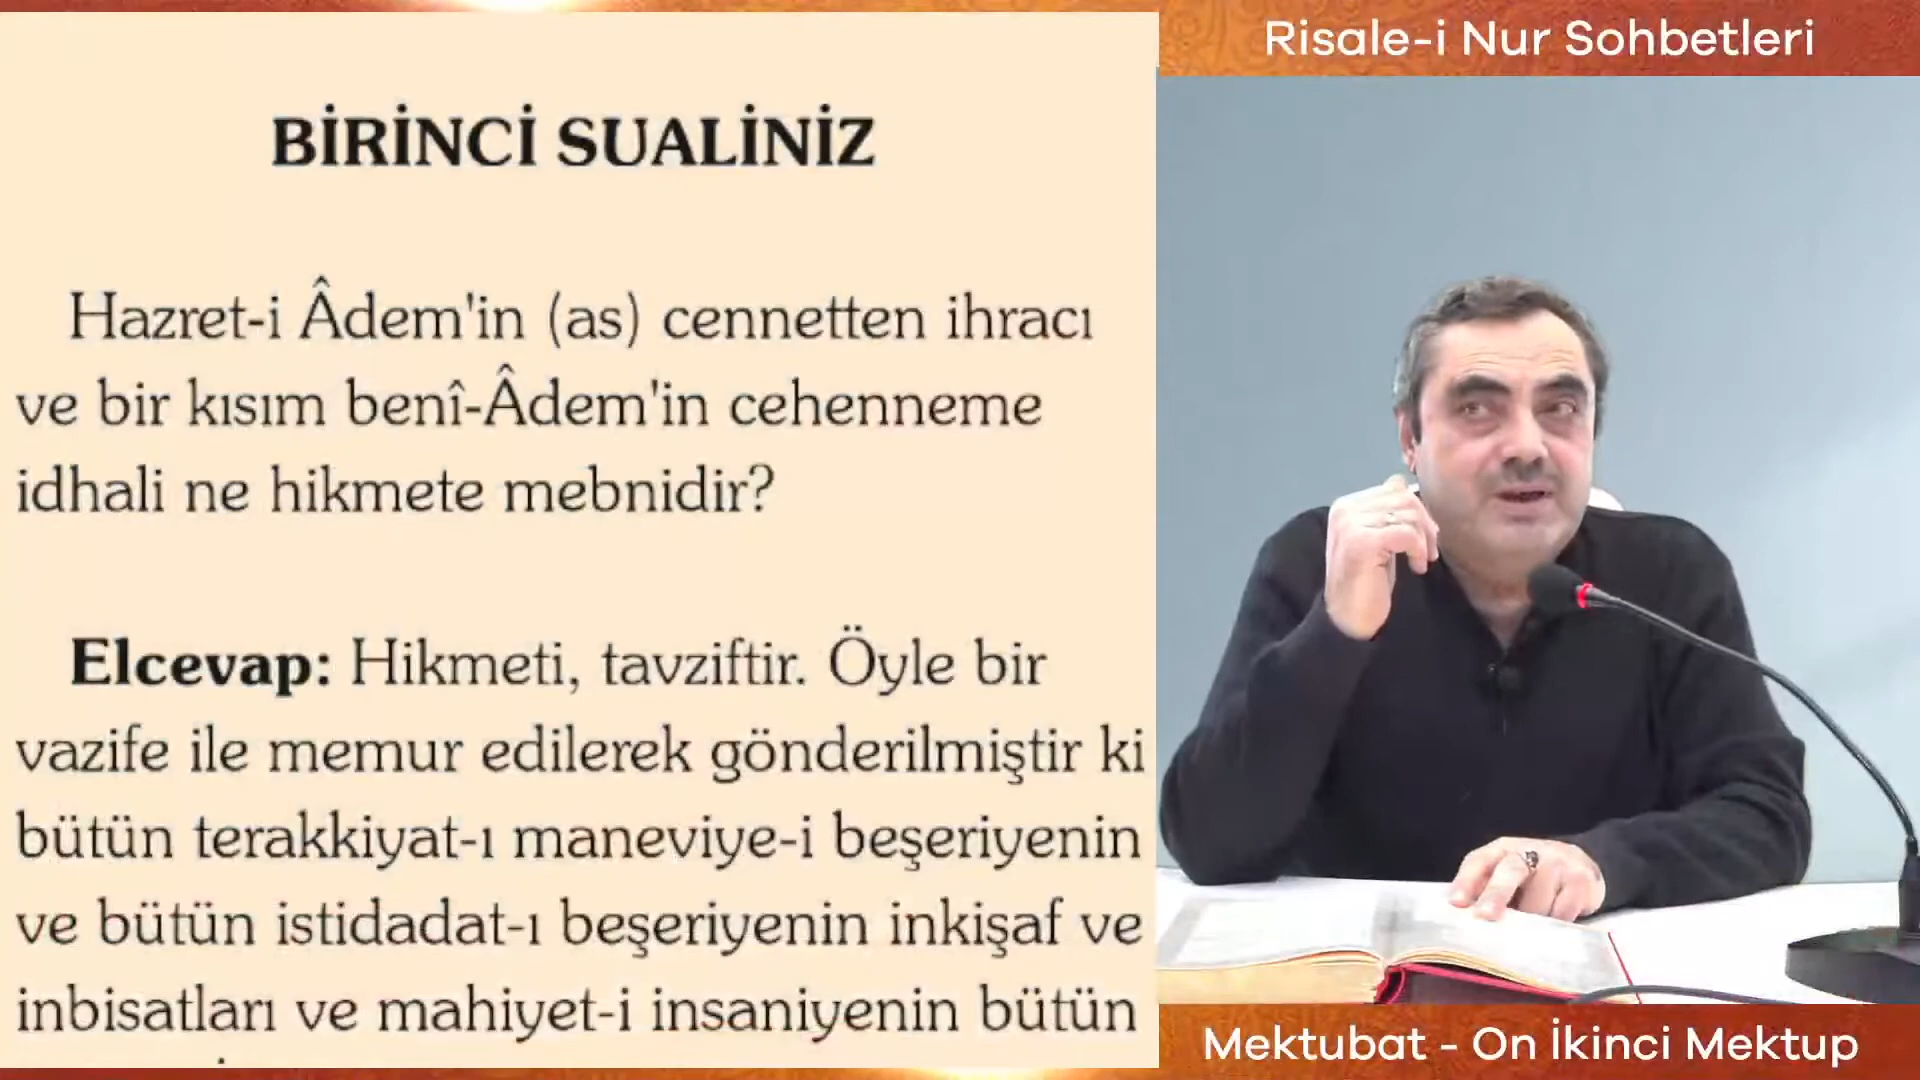 BİRİNCİ SUALİNİZ
Hazret-i Âdem'in (as) cennetten ihracı
ve bir kısım benî-Âdem'in cehenneme
idhali ne hikmete mebnidir?
Elcevap: Hikmeti, tavziftir. Öyle bir
vazife ile memur edilerek gönderilmiştir ki
bütün terakkiyat-ı maneviye-i beşeriyenin
ve bütün istidadat-ı beşeriyenin inkişaf ve
inbisatları ve mahiyet-i insaniyenin bütün
Risale-i Nur Sohbetleri
Mektubat - On İkinci Mektup